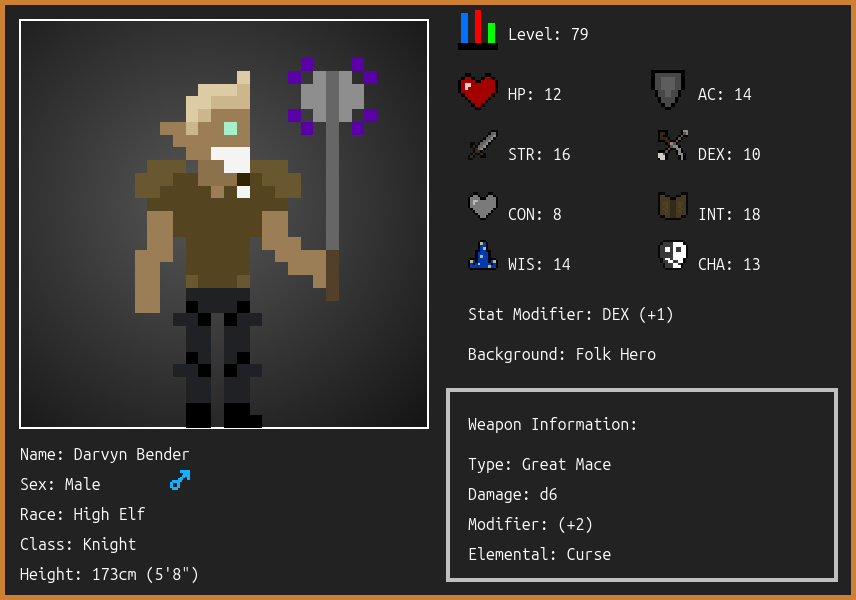 Level: 79
HP: 12
AC: 14
STR: 16
DEX: 10
CON: 8
INT: 18
WIS: 14
CHA: 13
Stat Modifier: DEX (+1)
Background: Folk Hero
Name: Darvyn Bender
Sex: Male
Race: High Elf
Class: Knight
Height: 173cm (5'8")
Weapon Information:
Type: Great Mace
Damage: d6
Modifier: (+2)
Elemental: Curse